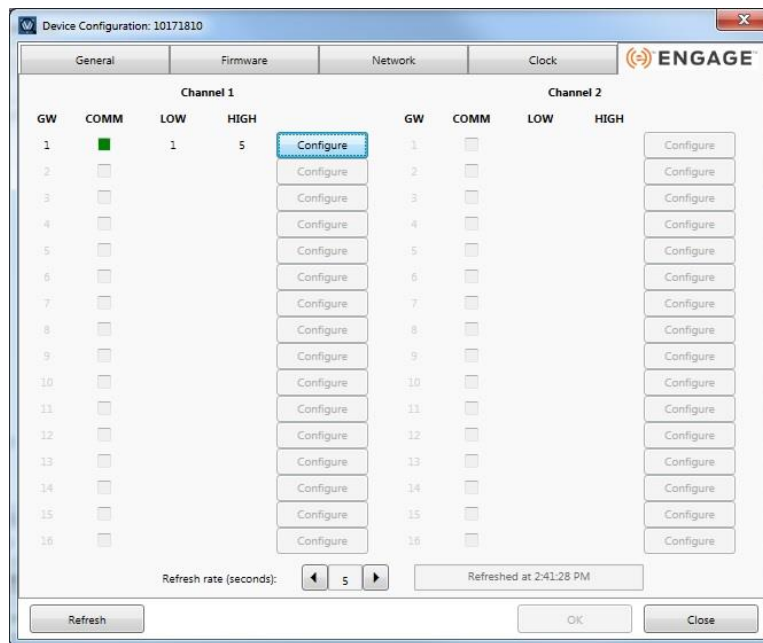 Device Configuration: 10171810
General Firmware Network Clock ENGAGE™
Channel 1 Channel 2
GW COMM LOW HIGH GW COMM LOW HIGH
1 1 5 Configure 1 Configure
2 Configure 2 Configure
3 Configure 3 Configure
4 Configure 4 Configure
5 Configure 5 Configure
6 Configure 6 Configure
7 Configure 7 Configure
8 Configure 8 Configure
9 Configure 9 Configure
10 Configure 10 Configure
11 Configure 11 Configure
12 Configure 12 Configure
13 Configure 13 Configure
14 Configure 14 Configure
15 Configure 15 Configure
16 Configure 16 Configure
Refresh rate (seconds): 5 Refreshed at 2:41:28 PM
Refresh OK Close